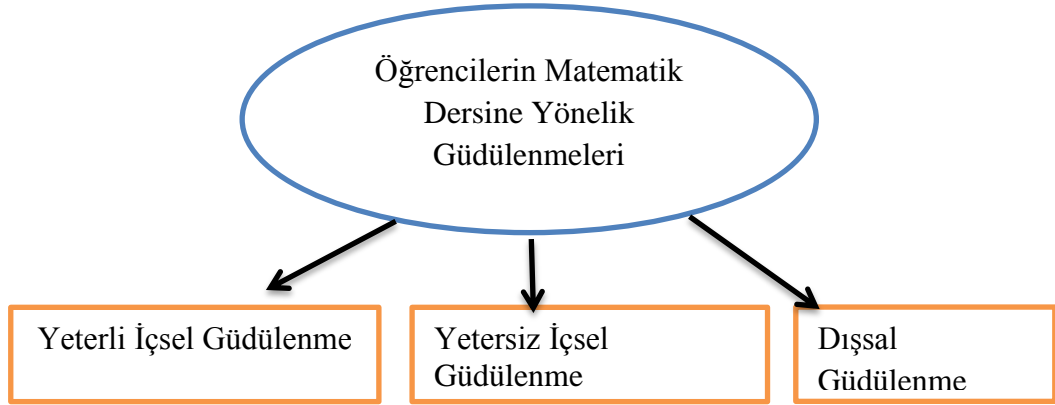 Öğrencilerin Matematik
Dersine Yönelik
Güdülenmeleri
Yeterli İçsel Güdülenme
Yetersiz İçsel
Güdülenme
Dışsal
Güdülenme